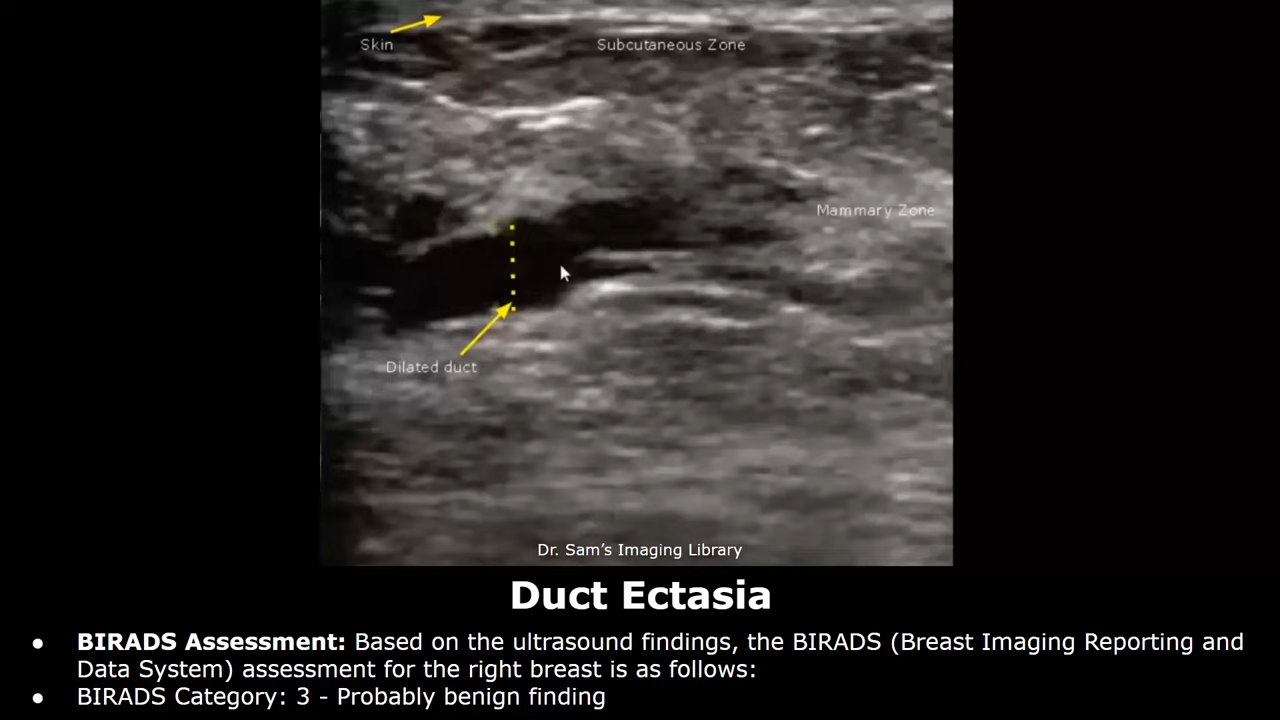 Skin
Subcutaneous Zone
Mammary Zone
Dilated duct
Dr. Sam’s Imaging Library
Duct Ectasia
● BIRADS Assessment: Based on the ultrasound findings, the BIRADS (Breast Imaging Reporting and
Data System) assessment for the right breast is as follows:
● BIRADS Category: 3 - Probably benign finding